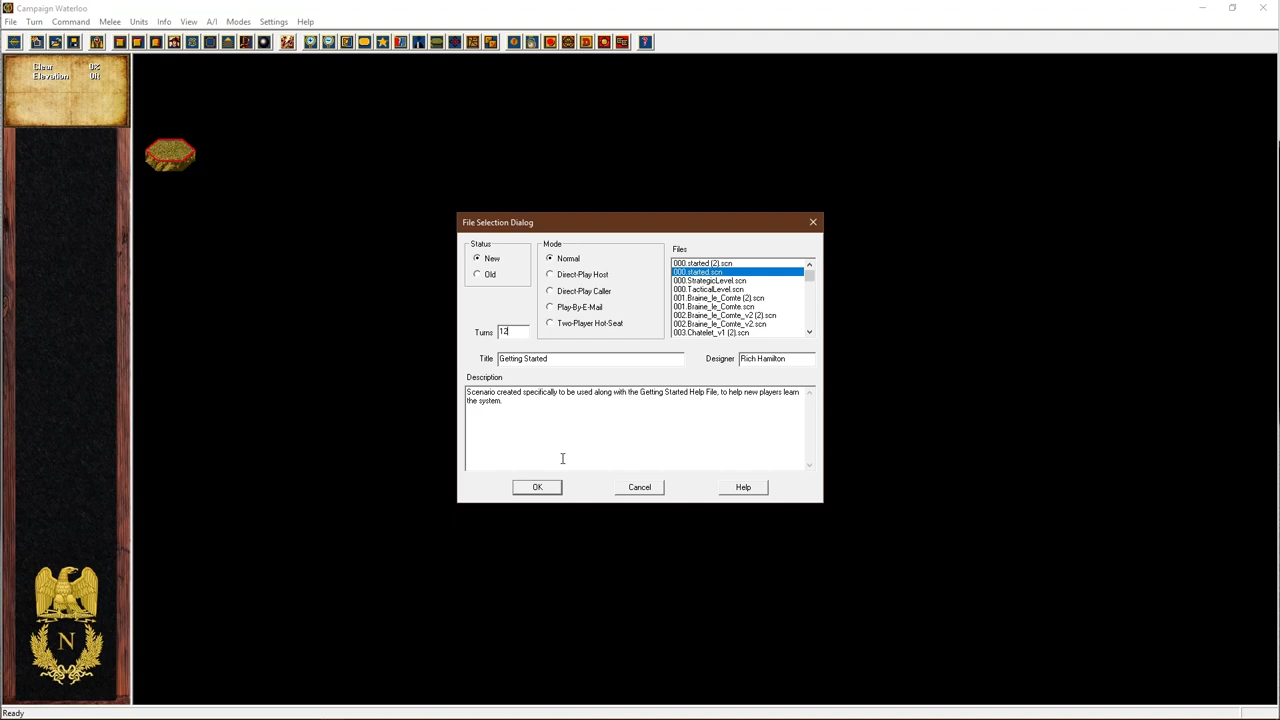 Campaign Waterloo
File Turn Command Melee Units Info View A/I Modes Settings Help
Clear 0%
Elevation
File Selection Dialog
Status
New
Old
Turns 12
Mode
Normal
Direct-Play Host
Direct-Play Caller
Play-By-E-Mail
Two-Player Hot-Seat
Files
000.started (2).scn
000.started.scn
000.StrategicLevel.scn
000.TacticalLevel.scn
001.Braine_le_Comte (2).scn
001.Braine_le_Comte.scn
002.Braine_le_Comte_v2 (2).scn
002.Braine_le_Comte_v2.scn
003.Chatelet_v1 (2).scn
Title Getting Started Designer Rich Hamilton
Description
Scenario created specifically to be used along with the Getting Started Help File, to help new players learn
the system.
OK Cancel Help
N
Ready